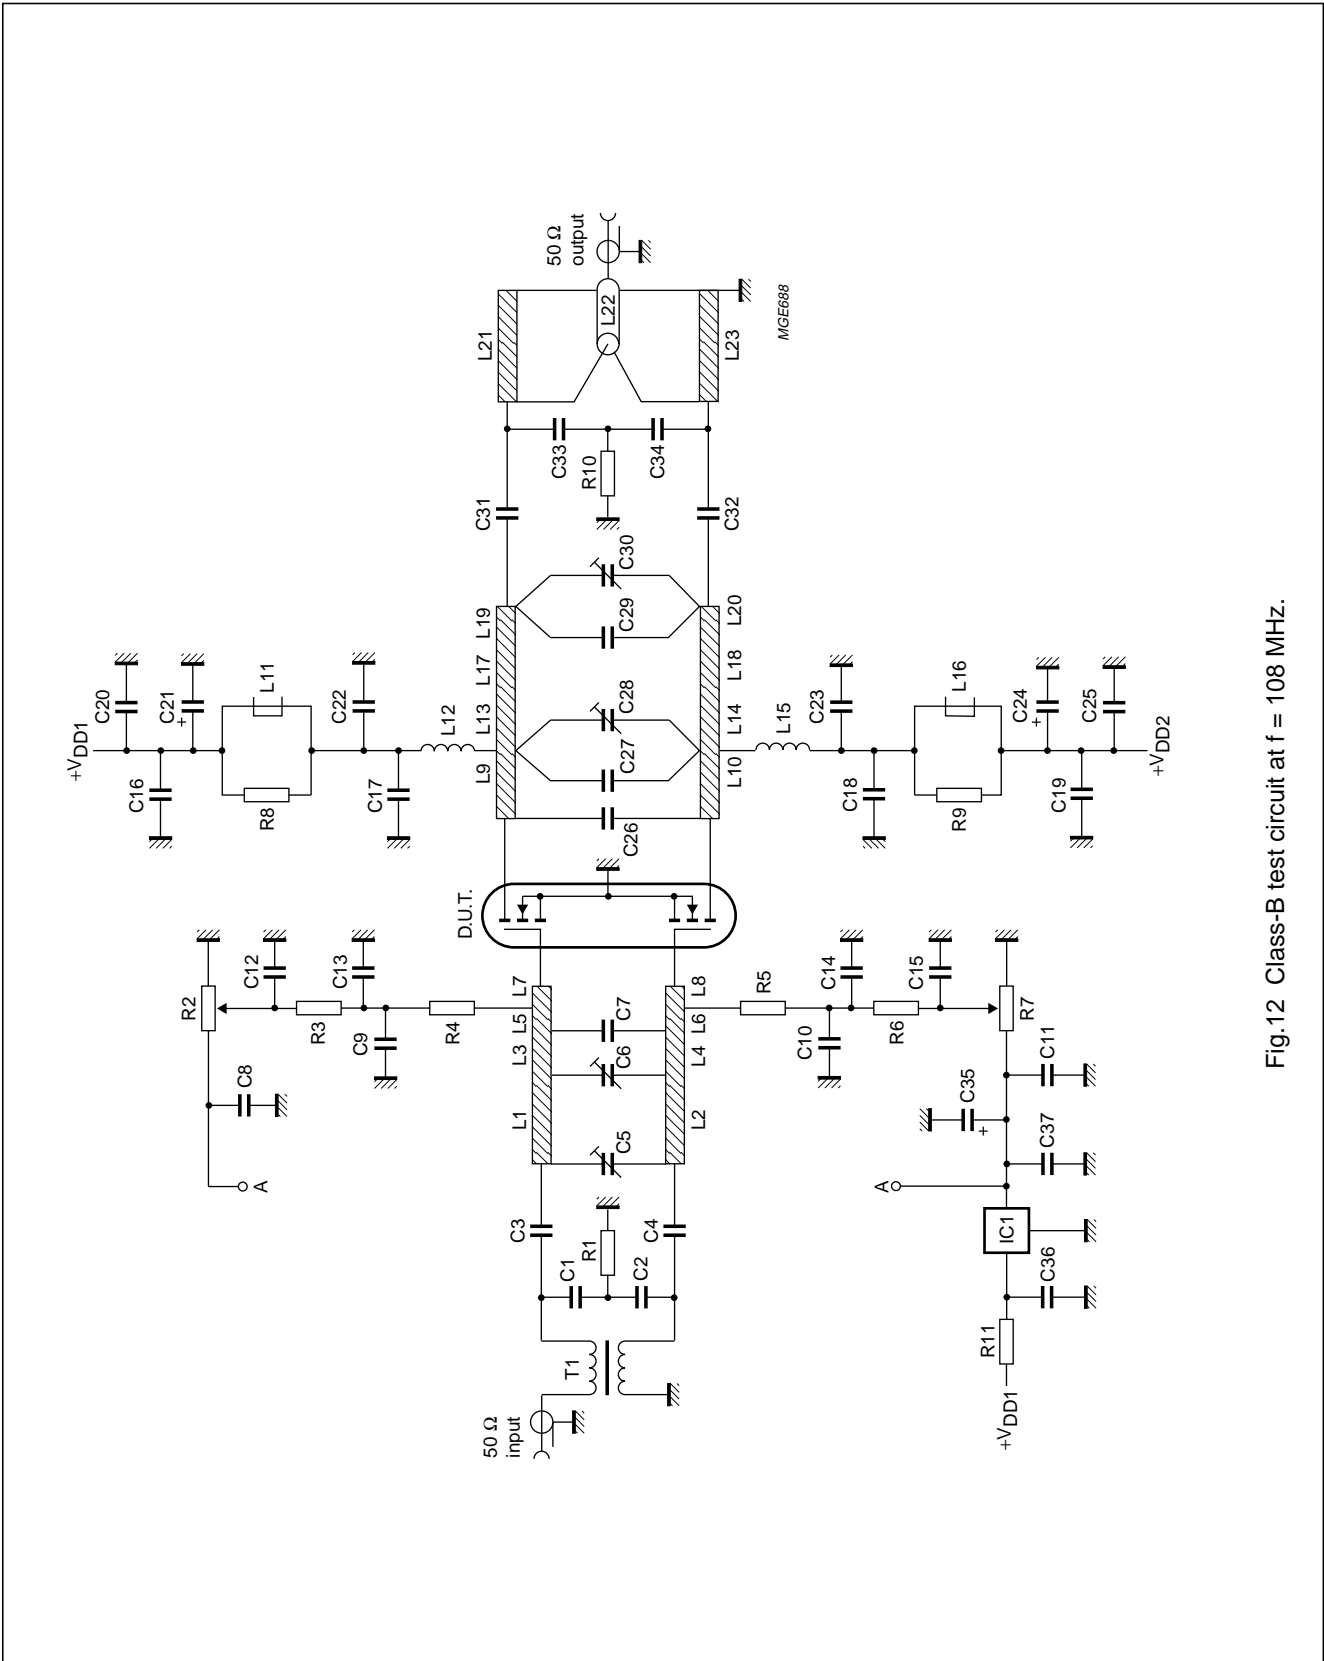 +VDD1
C20
C21
+
C16
L11
R8
C22
C17
L12
50 Ω
output
L21
L22
L23
MGE688
C31
C33
R10
C34
C32
L9
L13
L17
L19
C26
C27
C28
C29
C30
L10
L14
L18
L20
D.U.T.
R2
C12
C13
R3
C9
R4
C8
A
L1
L3
L5
L7
C5
C6
C7
L2
L4
L6
L8
C3
C1
R1
C2
C4
T1
50 Ω
input
L15
C23
C18
L16
R9
C24
+
C19
C25
+VDD2
R5
C14
C10
R6
C15
R7
C11
C35
+
C37
A
IC1
C36
R11
+VDD1
Fig.12 Class-B test circuit at f = 108 MHz.